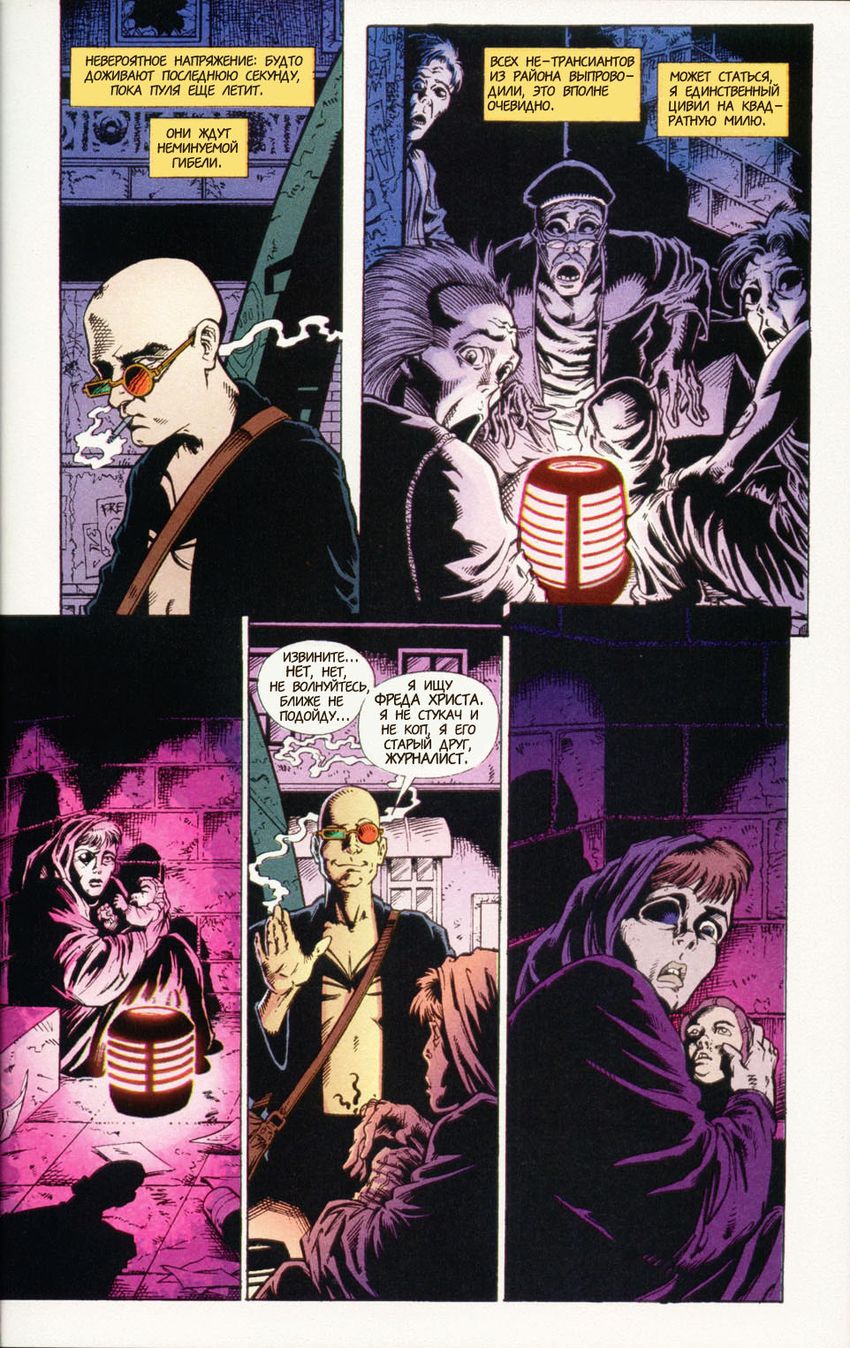 НЕВЕРОЯТНОЕ НАПРЯЖЕНИЕ: БУДТО
ДОЖИВАЮТ ПОСЛЕДНЮЮ СЕКУНДУ,
ПОКА ПУЛЯ ЕЩЕ ЛЕТИТ.
ОНИ ЖДУТ
НЕМИНУЕМОЙ
ГИБЕЛИ.
FRE
ВСЕХ НЕ-ТРАНСИАНТОВ
ИЗ РАЙОНА ВЫПРОВО-
ДИЛИ, ЭТО ВПОЛНЕ
ОЧЕВИДНО.
МОЖЕТ СТАТЬСЯ,
Я ЕДИНСТВЕННЫЙ
ЦИВИЛ НА КВАД-
РАТНУЮ МИЛЮ.
ИЗВИНИТЕ...
НЕТ, НЕТ,
НЕ ВОЛНУЙТЕСЬ,
БЛИЖЕ НЕ
ПОДОЙДУ...
Я ИЩУ
ФРЕДА ХРИСТА.
Я НЕ СТУКАЧ И
НЕ КОП, Я ЕГО
СТАРЫЙ ДРУГ,
ЖУРНАЛИСТ.